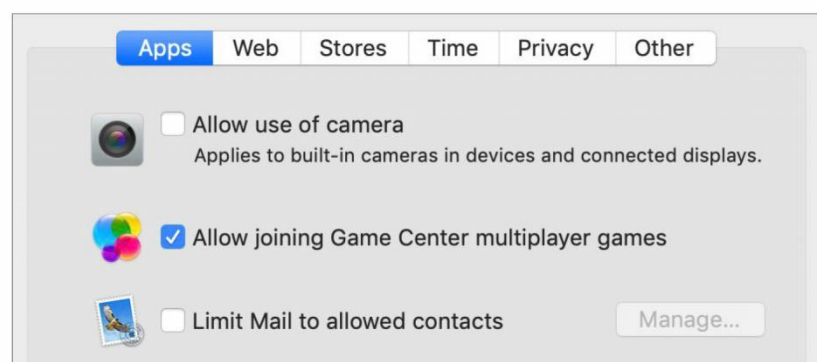 Apps Web Stores Time Privacy Other
Allow use of camera
Applies to built-in cameras in devices and connected displays.
Allow joining Game Center multiplayer games
Limit Mail to allowed contacts Manage...